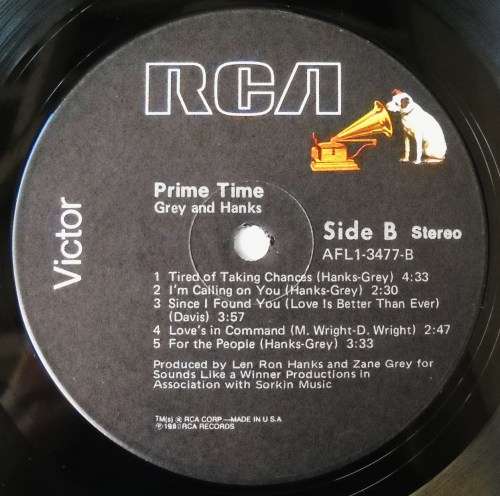 RCA
Victor
Prime Time
Grey and Hanks
Side B Stereo
AFL1-3477-B
1 Tired of Taking Chances (Hanks-Grey) 4:33
2 I'm Calling on You (Hanks-Grey) 2:30
3 Since I Found You (Love Is Better Than Ever)
(Davis) 3:57
4 Love's in Command (M. Wright-D. Wright) 2:47
5 For the People (Hanks-Grey) 3:33
Produced by Len Ron Hanks and Zane Grey for
Sounds Like a Winner Productions in
Association with Sorkin Music
TM(s) ® RCA CORP.—MADE IN U.S.A.
RCA RECORDS